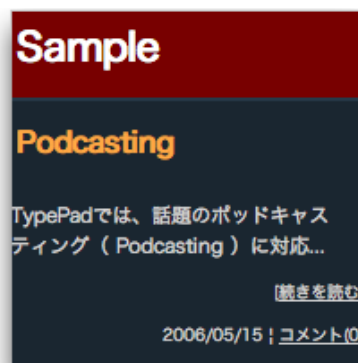 Sample
Podcasting
TypePadでは、話題のポッドキャス
ティング（ Podcasting ）に対応...
[続きを読む
2006/05/15 | コメント(0